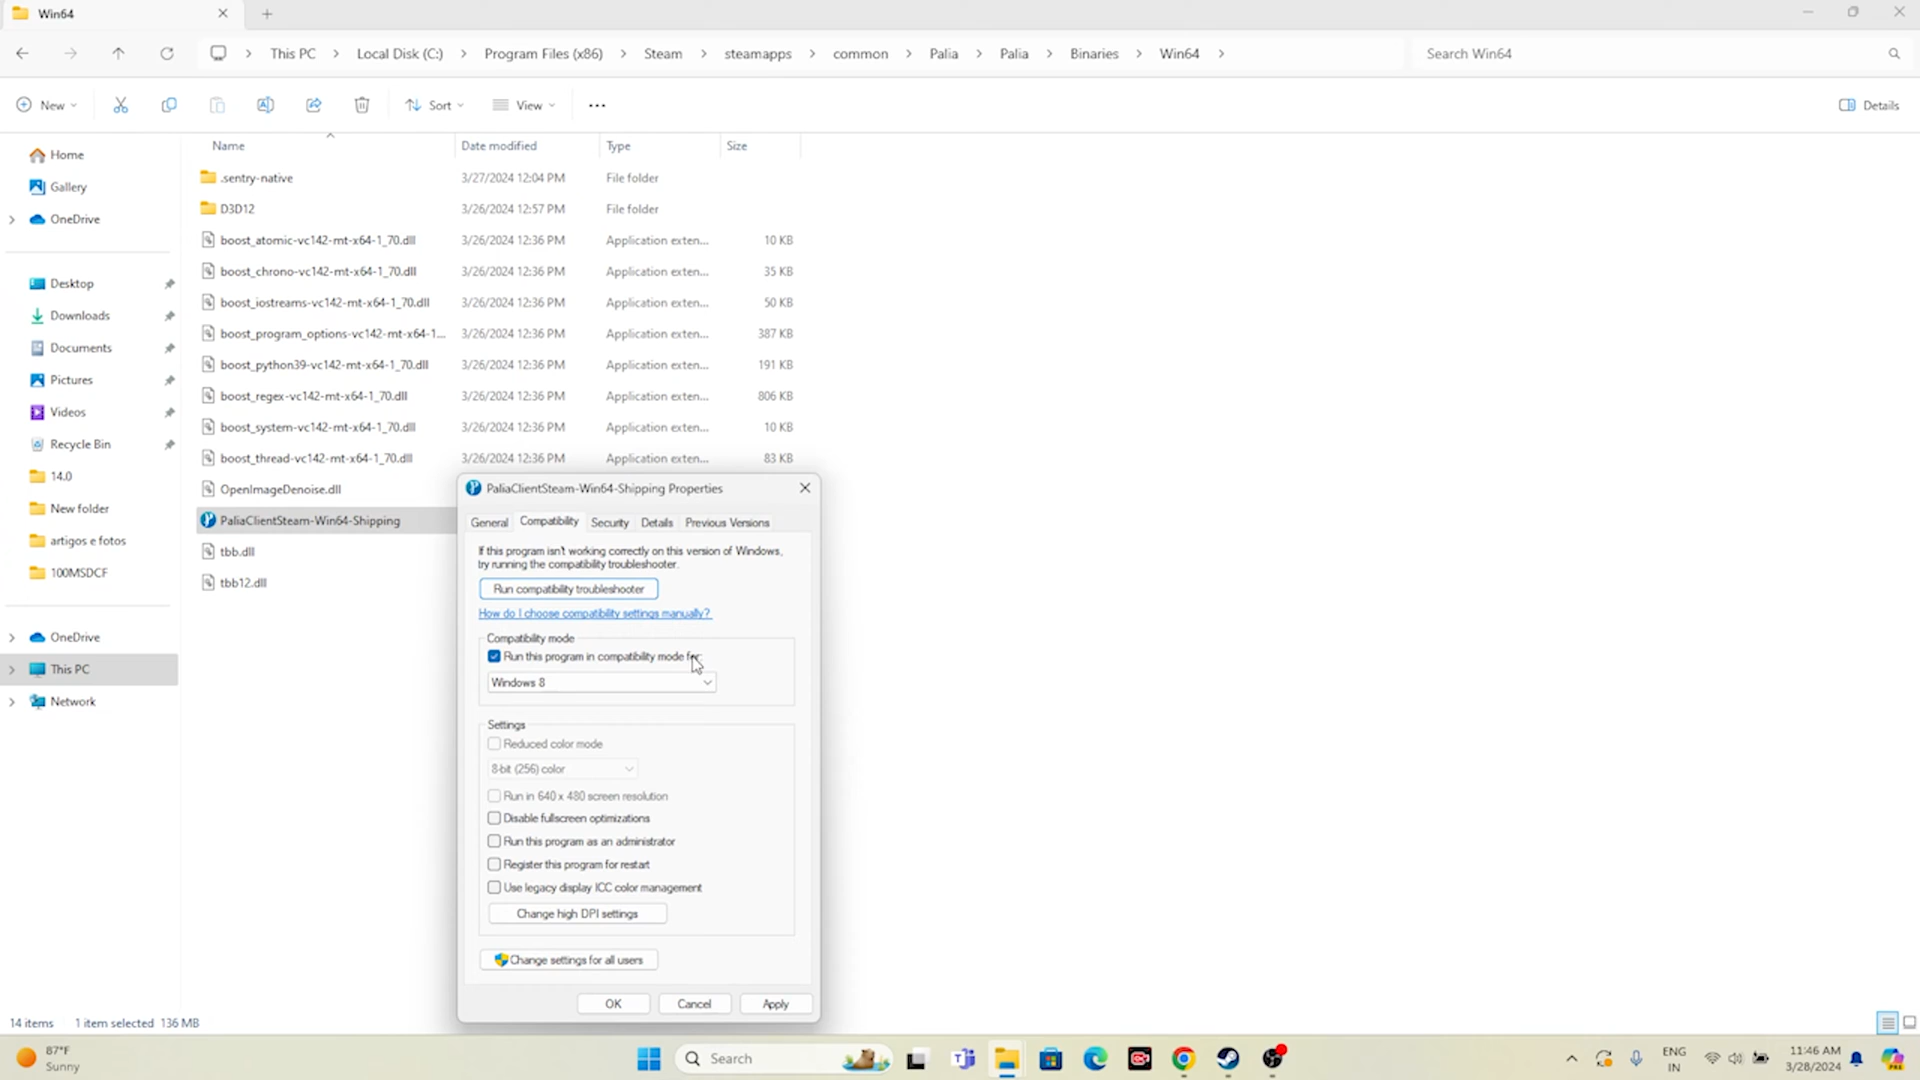 Win64
This PC
Local Disk (C:)
Program Files (x86)
Steam
steamapps
common
Palia
Palia
Binaries
Win64
Search Win64
New
Sort
View
Details
Home
Gallery
OneDrive
Desktop
Downloads
Documents
Pictures
Videos
Recycle Bin
14.0
New folder
artigos e fotos
100MSDCF
OneDrive
This PC
Network
Name Date modified Type Size
.sentry-native 3/27/2024 12:04 PM File folder
D3D12 3/26/2024 12:57 PM File folder
boost_atomic-vc142-mt-x64-1_70.dll 3/26/2024 12:36 PM Application exten... 10 KB
boost_chrono-vc142-mt-x64-1_70.dll 3/26/2024 12:36 PM Application exten... 35 KB
boost_iostreams-vc142-mt-x64-1_70.dll 3/26/2024 12:36 PM Application exten... 50 KB
boost_program_options-vc142-mt-x64-1... 3/26/2024 12:36 PM Application exten... 387 KB
boost_python39-vc142-mt-x64-1_70.dll 3/26/2024 12:36 PM Application exten... 191 KB
boost_regex-vc142-mt-x64-1_70.dll 3/26/2024 12:36 PM Application exten... 806 KB
boost_system-vc142-mt-x64-1_70.dll 3/26/2024 12:36 PM Application exten... 10 KB
boost_thread-vc142-mt-x64-1_70.dll 3/26/2024 12:36 PM Application exten... 83 KB
OpenImageDenoise.dll
PaliaClientSteam-Win64-Shipping
tbb.dll
tbb12.dll
PaliaClientSteam-Win64-Shipping Properties
General Compatibility Security Details Previous Versions
If this program isn't working correctly on this version of Windows,
try running the compatibility troubleshooter.
Run compatibility troubleshooter
How do I choose compatibility settings manually?
Compatibility mode
Run this program in compatibility mode for:
Windows 8
Settings
Reduced color mode
8-bit (256) color
Run in 640 x 480 screen resolution
Disable fullscreen optimizations
Run this program as an administrator
Register this program for restart
Use legacy display ICC color management
Change high DPI settings
Change settings for all users
OK Cancel Apply
14 items 1 item selected 136 MB
87°F
Sunny
Search
ENG
IN
11:46 AM
3/28/2024